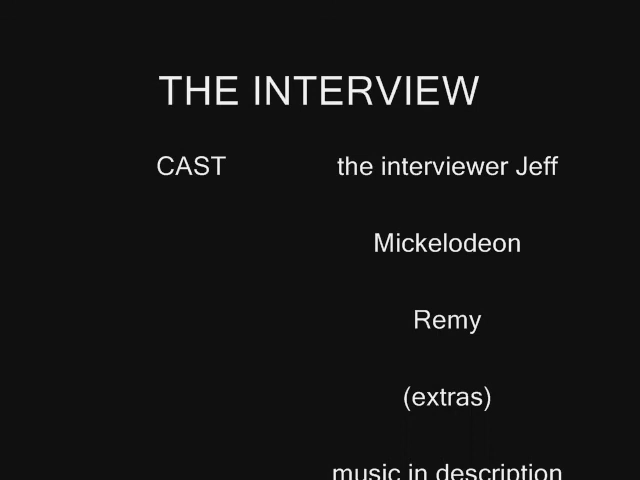 THE INTERVIEW
CAST the interviewer Jeff
Mickelodeon
Remy
(extras)
music in description